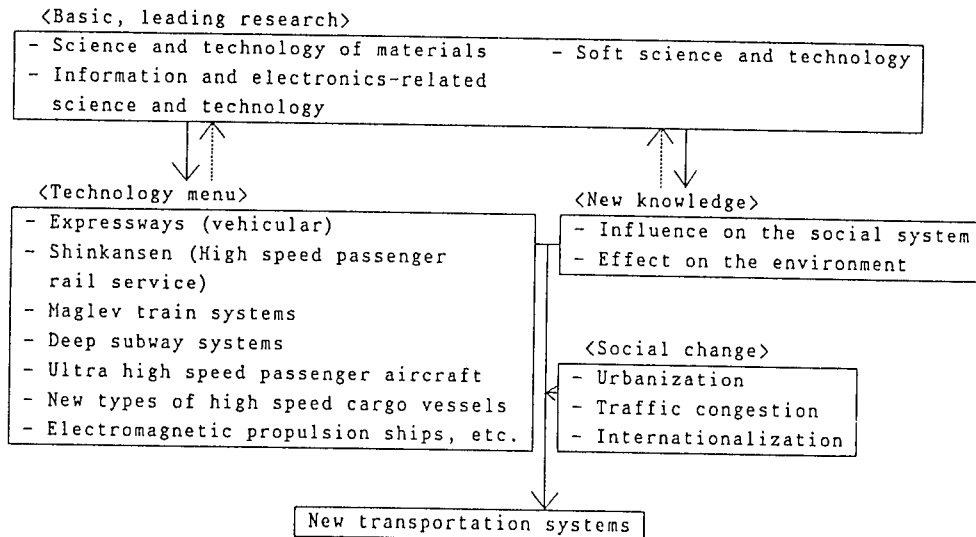 <Basic, leading research>
- Science and technology of materials
- Soft science and technology
- Information and electronics-related
science and technology
<Technology menu>
- Expressways (vehicular)
- Shinkansen (High speed passenger
rail service)
- Maglev train systems
- Deep subway systems
- Ultra high speed passenger aircraft
- New types of high speed cargo vessels
- Electromagnetic propulsion ships, etc.
<New knowledge>
- Influence on the social system
- Effect on the environment
<Social change>
- Urbanization
- Traffic congestion
- Internationalization
New transportation systems